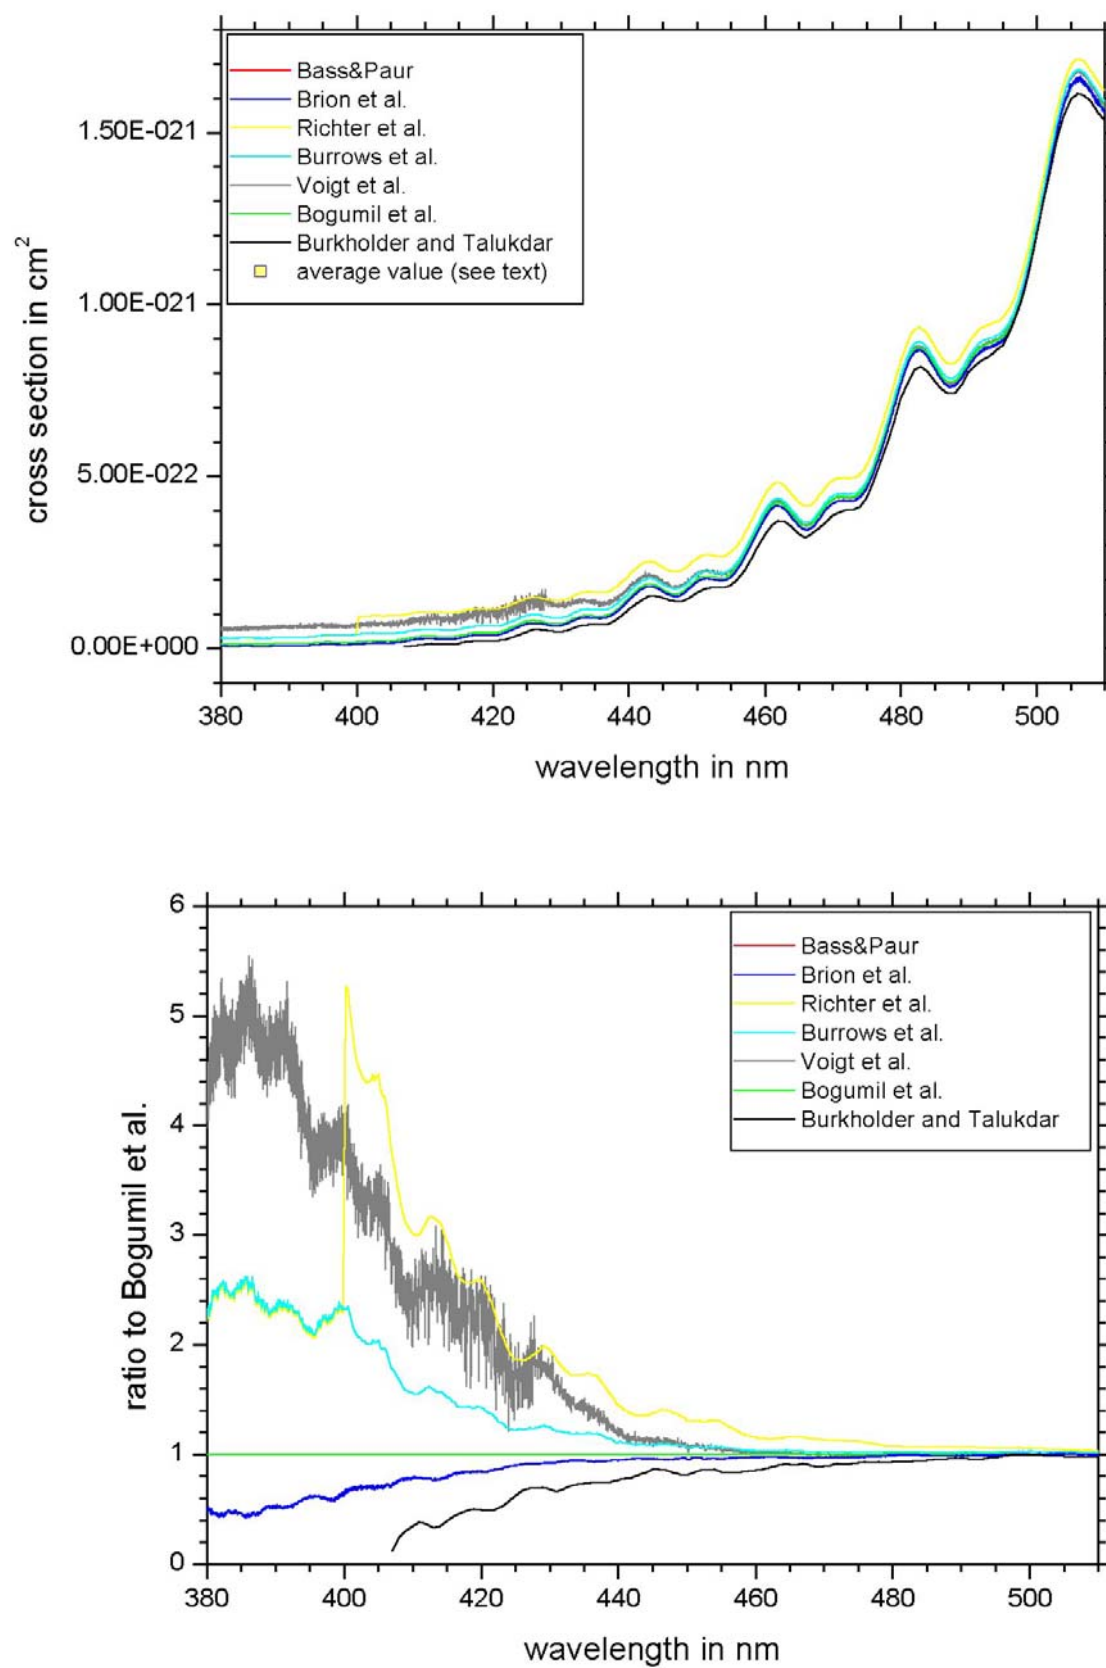 Bass&Paur
Brion et al.
Richter et al.
Burrows et al.
Voigt et al.
Bogumil et al.
Burkholder and Talukdar
average value (see text)
cross section in cm²
1.50E-021
1.00E-021
5.00E-022
0.00E+000
380 400 420 440 460 480 500
wavelength in nm
Bass&Paur
Brion et al.
Richter et al.
Burrows et al.
Voigt et al.
Bogumil et al.
Burkholder and Talukdar
ratio to Bogumil et al.
6
5
4
3
2
1
0
380 400 420 440 460 480 500
wavelength in nm